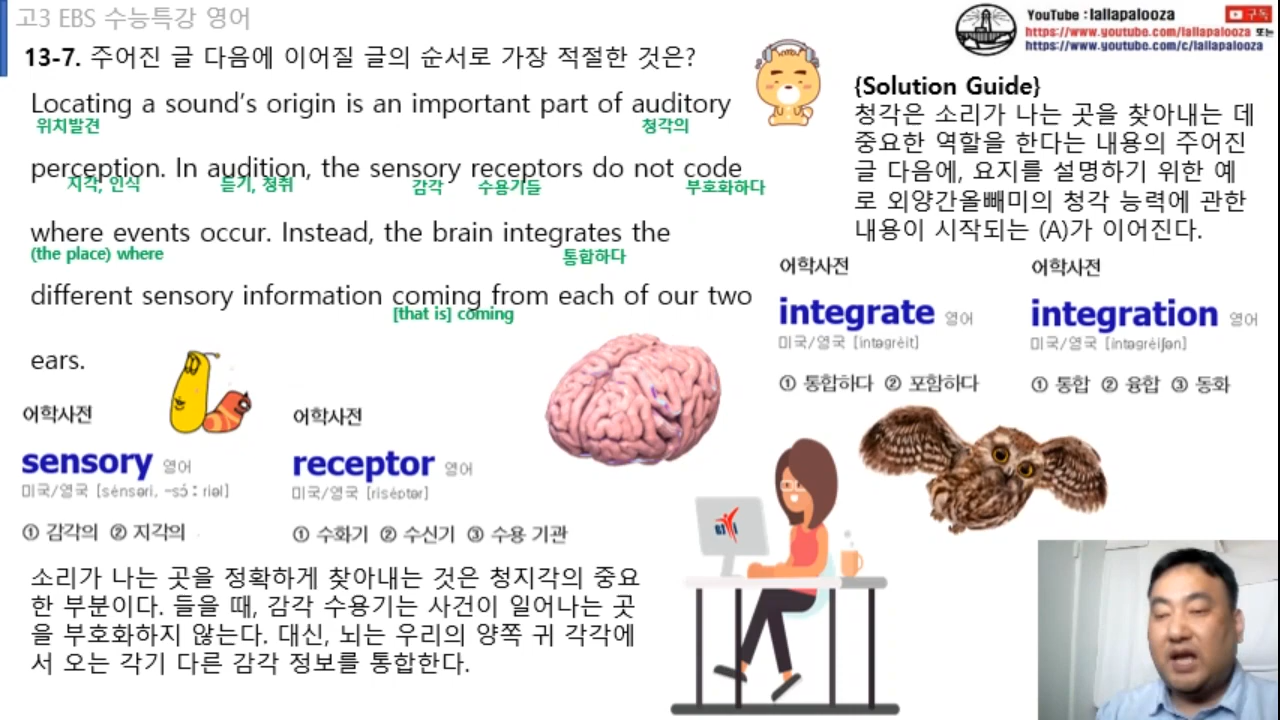 고3 EBS 수능특강 영어
YouTube : lallapalooza
구독
https://www.youtube.com/lallapalooza 또는
https://www.youtube.com/c/lallapalooza
13-7. 주어진 글 다음에 이어질 글의 순서로 가장 적절한 것은?
Locating a sound's origin is an important part of auditory
위치발견 청각의
perception. In audition, the sensory receptors do not code
지각, 인식 듣기, 청취 감각 수용기들 부호화하다
where events occur. Instead, the brain integrates the
(the place) where 통합하다
different sensory information coming from each of our two
[that is] coming
ears.
{Solution Guide}
청각은 소리가 나는 곳을 찾아내는 데
중요한 역할을 한다는 내용의 주어진
글 다음에, 요지를 설명하기 위한 예
로 외양간올빼미의 청각 능력에 관한
내용이 시작되는 (A)가 이어진다.
어학사전
integrate 영어
미국/영국 [íntəgrèit]
① 통합하다 ② 포함하다
어학사전
integration 영어
미국/영국 [ìntəgréiʃən]
① 통합 ② 융합 ③ 동화
어학사전
sensory 영어
미국/영국 [sénsəri, -sɔ́ːriəl]
① 감각의 ② 지각의
어학사전
receptor 영어
미국/영국 [riséptər]
① 수화기 ② 수신기 ③ 수용 기관
소리가 나는 곳을 정확하게 찾아내는 것은 청지각의 중요
한 부분이다. 들을 때, 감각 수용기는 사건이 일어나는 곳
을 부호화하지 않는다. 대신, 뇌는 우리의 양쪽 귀 각각에
서 오는 각기 다른 감각 정보를 통합한다.